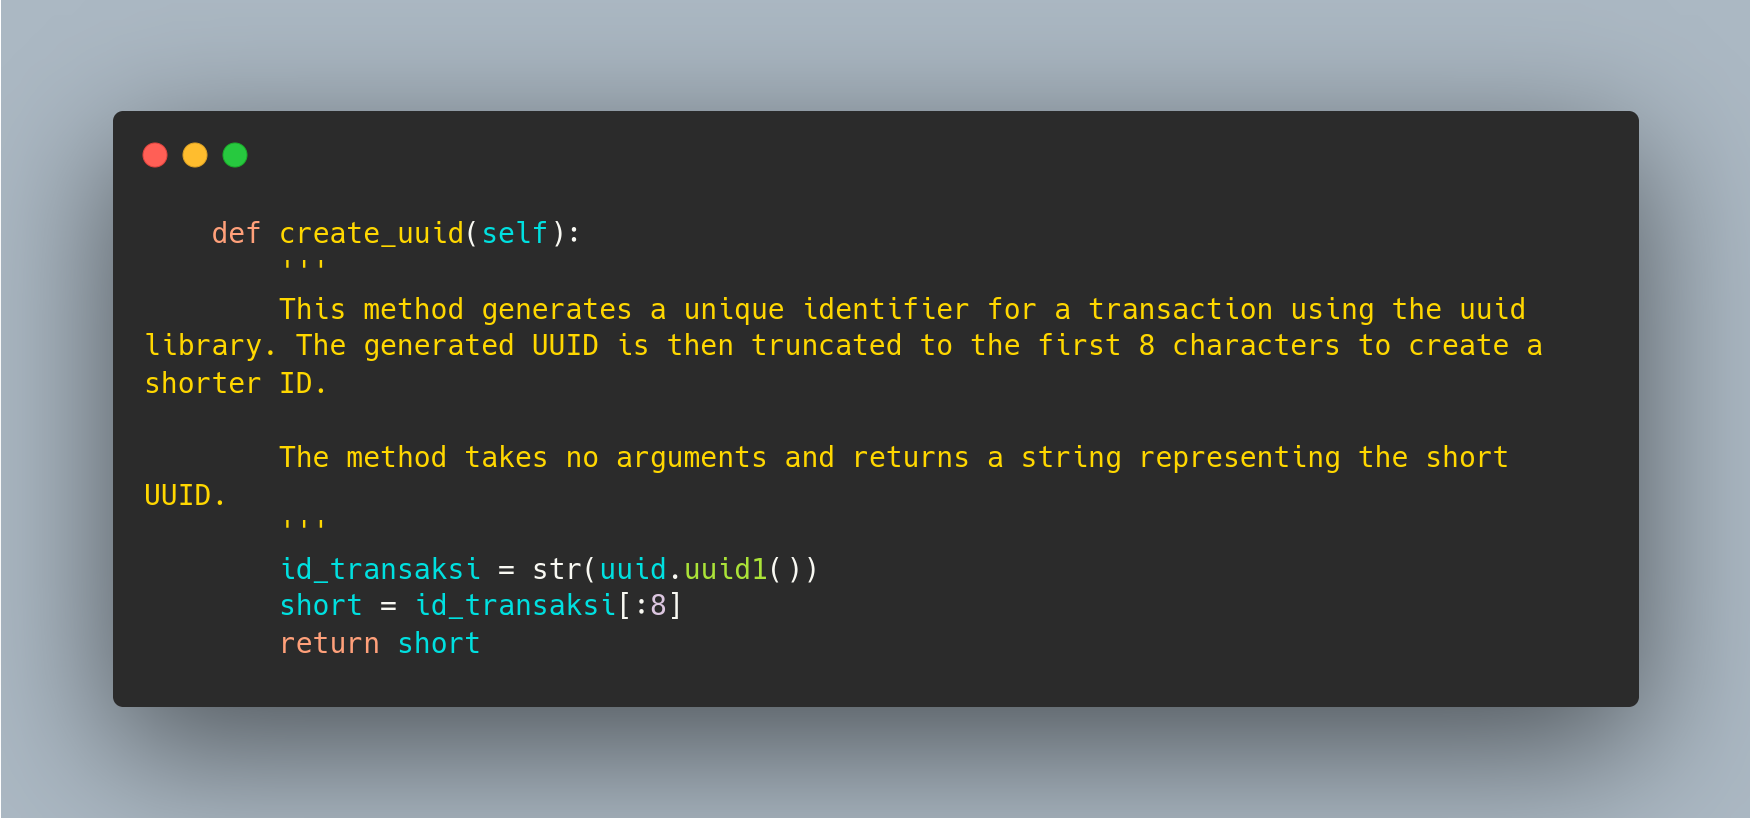 def create_uuid(self):
'''
This method generates a unique identifier for a transaction using the uuid
library. The generated UUID is then truncated to the first 8 characters to create a
shorter ID.
The method takes no arguments and returns a string representing the short
UUID.
'''
id_transaksi = str(uuid.uuid1())
short = id_transaksi[:8]
return short